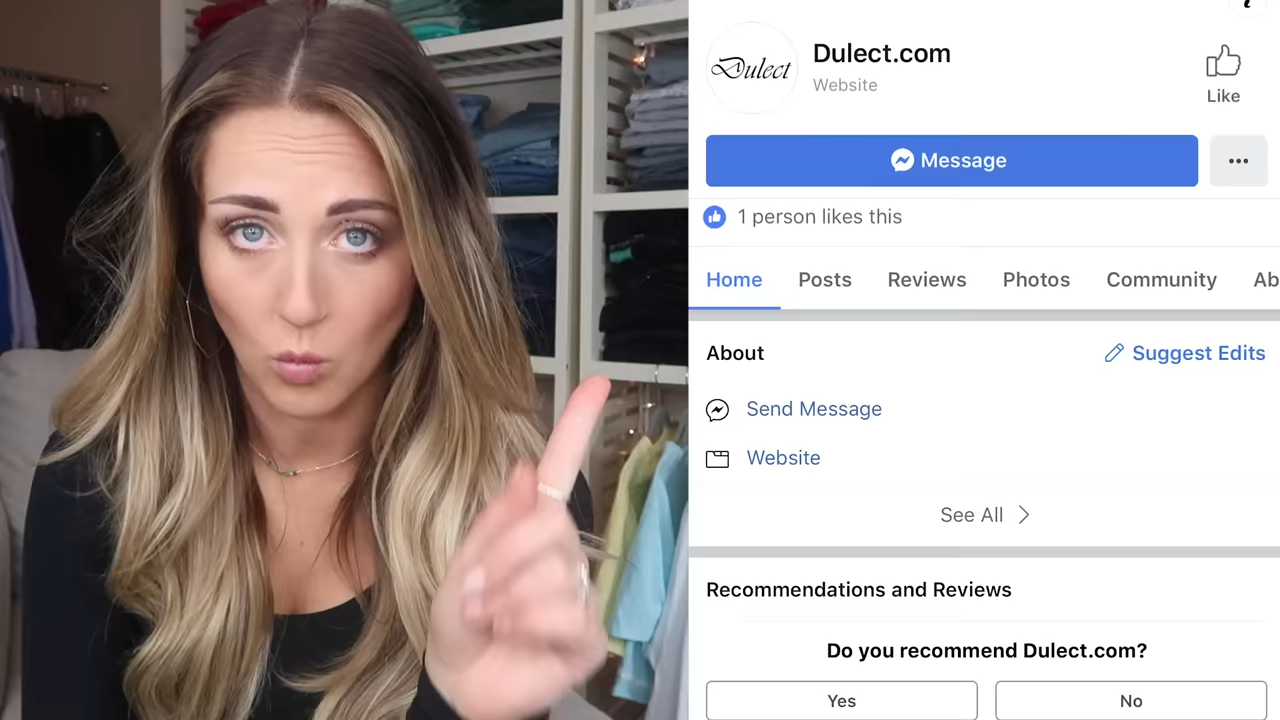 Dulect
Dulect.com
Website
Like
Message
1 person likes this
Home Posts Reviews Photos Community Ab
About
Suggest Edits
Send Message
Website
See All
Recommendations and Reviews
Do you recommend Dulect.com?
Yes No